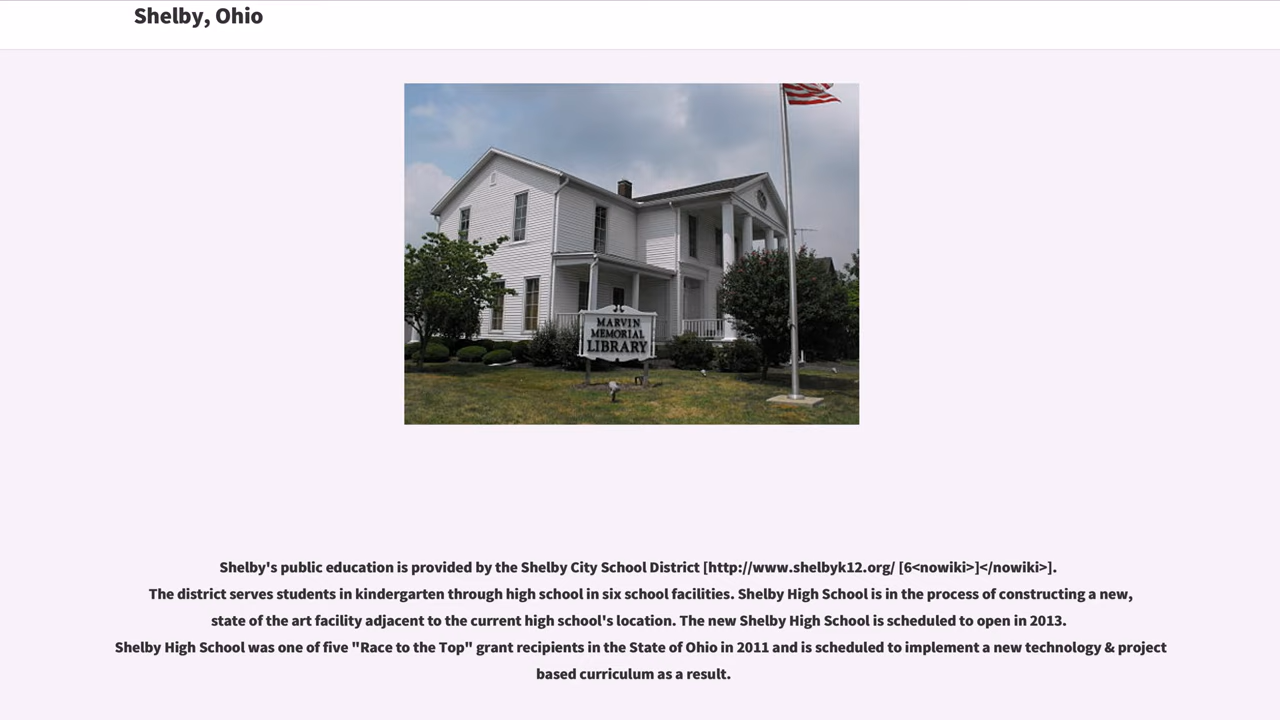 Shelby, Ohio
MARVIN
MEMORIAL
LIBRARY
Shelby's public education is provided by the Shelby City School District [http://www.shelbyk12.org/ [6<nowiki>]</nowiki>].
The district serves students in kindergarten through high school in six school facilities. Shelby High School is in the process of constructing a new,
state of the art facility adjacent to the current high school's location. The new Shelby High School is scheduled to open in 2013.
Shelby High School was one of five "Race to the Top" grant recipients in the State of Ohio in 2011 and is scheduled to implement a new technology & project
based curriculum as a result.